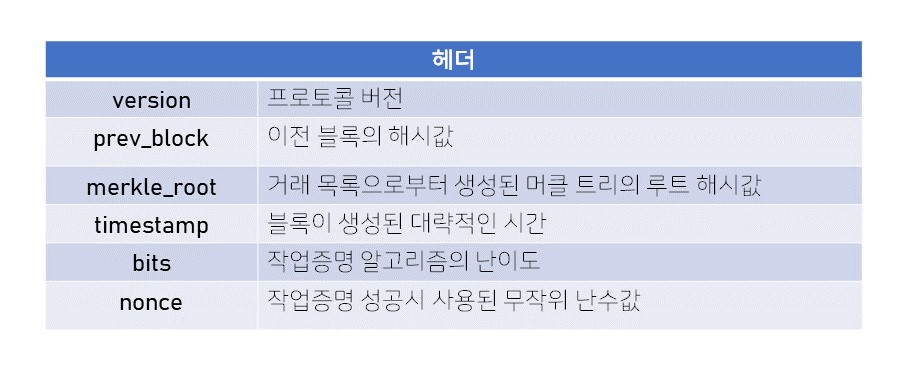 헤더
version 프로토콜 버전
prev_block 이전 블록의 해시값
merkle_root 거래 목록으로부터 생성된 머클 트리의 루트 해시값
timestamp 블록이 생성된 대략적인 시간
bits 작업증명 알고리즘의 난이도
nonce 작업증명 성공시 사용된 무작위 난수값